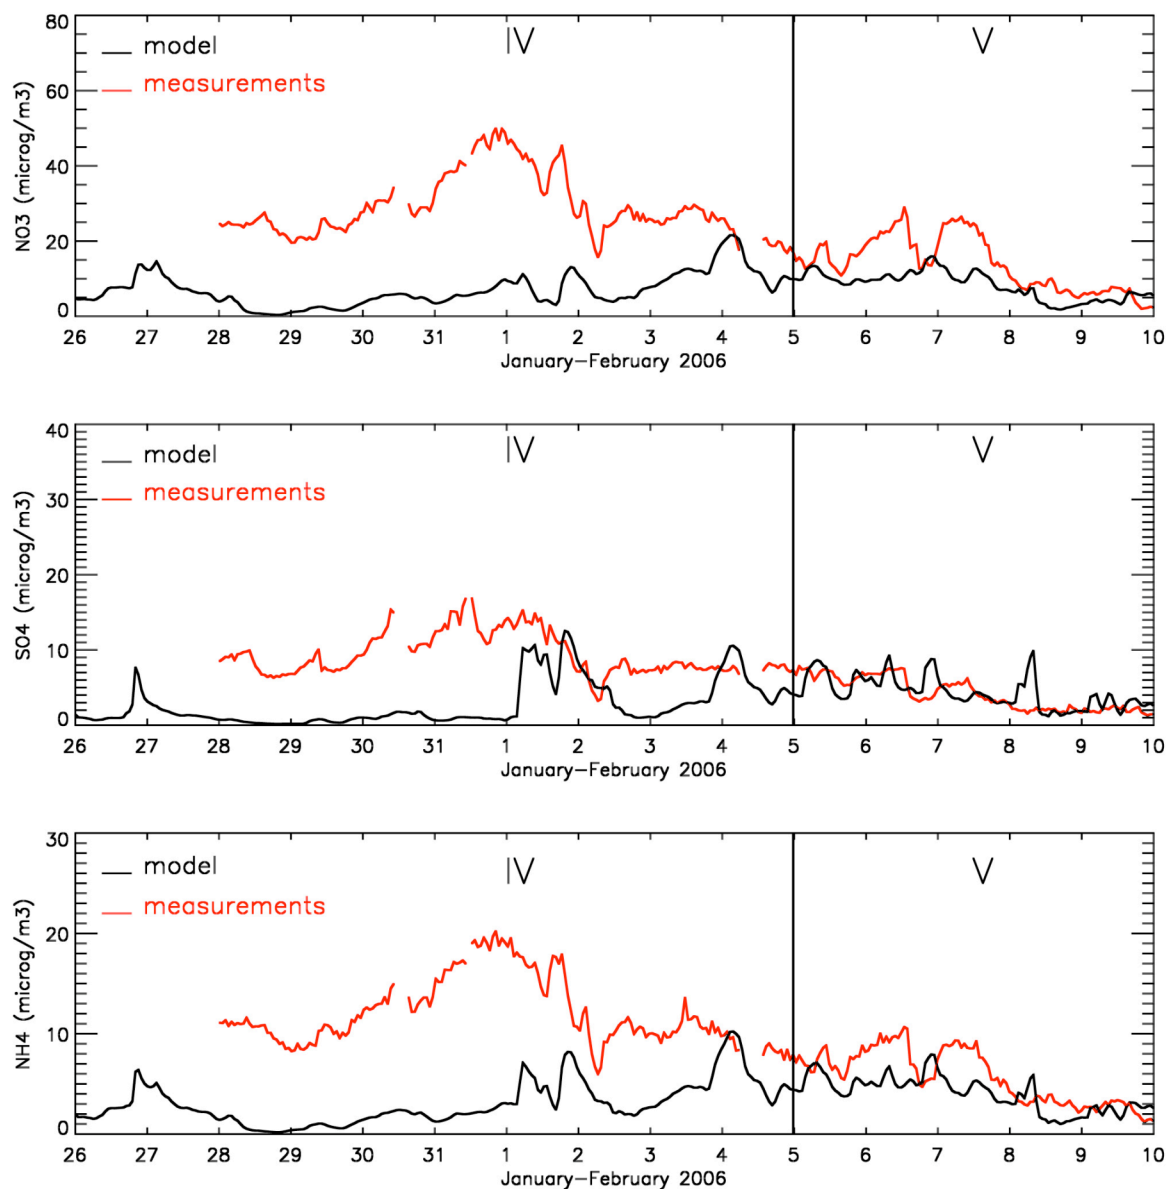 80
60
40
20
0
NO3 (microg/m3)
model
measurements
IV
V
26 27 28 29 30 31 1 2 3 4 5 6 7 8 9 10
January–February 2006
40
30
20
10
0
SO4 (microg/m3)
model
measurements
IV
V
26 27 28 29 30 31 1 2 3 4 5 6 7 8 9 10
January–February 2006
30
20
10
0
NH4 (microg/m3)
model
measurements
IV
V
26 27 28 29 30 31 1 2 3 4 5 6 7 8 9 10
January–February 2006